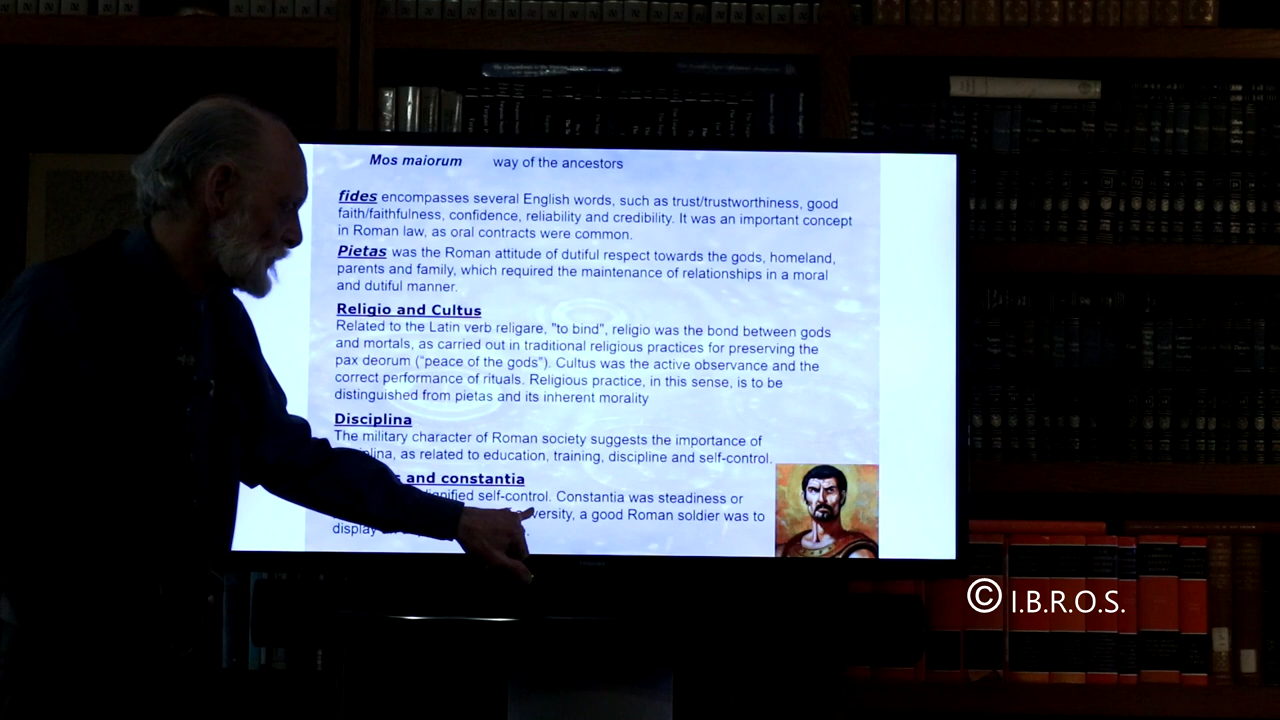 Mos maiorum way of the ancestors
fides encompasses several English words, such as trust/trustworthiness, good
faith/faithfulness, confidence, reliability and credibility. It was an important concept
in Roman law, as oral contracts were common.
Pietas was the Roman attitude of dutiful respect towards the gods, homeland,
parents and family, which required the maintenance of relationships in a moral
and dutiful manner.
Religio and Cultus
Related to the Latin verb religare, "to bind", religio was the bond between gods
and mortals, as carried out in traditional religious practices for preserving the
pax deorum ("peace of the gods"). Cultus was the active observance and the
correct performance of rituals. Religious practice, in this sense, is to be
distinguished from pietas and its inherent morality
Disciplina
The military character of Roman society suggests the importance of
as related to education, training, discipline and self-control.
and constantia
self-control. Constantia was steadiness or
a good Roman soldier was to
display
© I.B.R.O.S.